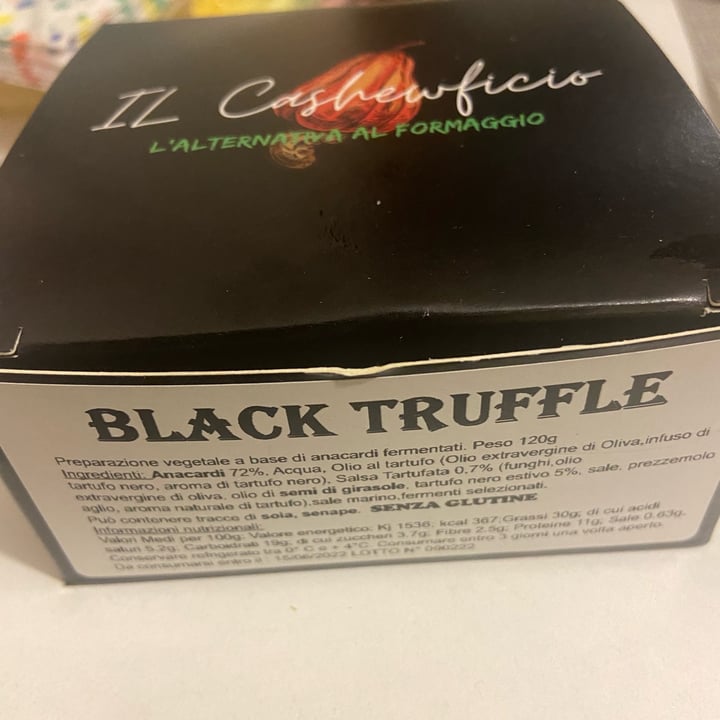 IL Cashewficio
L'ALTERNATIVA AL FORMAGGIO
BLACK TRUFFLE
Preparazione vegetale a base di anacardi fermentati. Peso 120g
Ingredienti: Anacardi 72%, Acqua, Olio al tartufo (Olio extravergine di Oliva,infuso di
tartufo nero, aroma di tartufo nero), Salsa Tartufata 0,7% (funghi,olio
extravergine di oliva, olio di semi di girasole, tartufo nero estivo 5%, sale, prezzemolo
aglio, aroma naturale di tartufo),sale marino,fermenti selezionati.
Può contenere tracce di soia, senape. SENZA GLUTINE
Informazioni nutrizionali:
Valori Medi per 100g: Valore energetico: Kj 1536; kcal 367;Grassi 30g; di cui acidi
saturi 5.2g; Carboidrati 19g; di cui zuccheri 3.7g; Fibre 2.5g; Proteine 11g; Sale 0.63g.
Conservare refrigerato tra 0° C e + 4°C. Consumare entro 3 giorni una volta aperto.
Da consumarsi entro il: 15/06/2022 LOTTO N° 090222